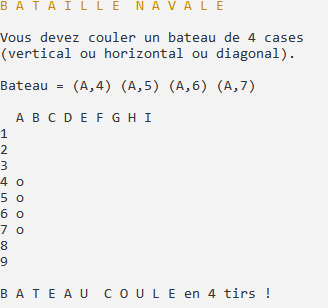 B A T A I L L E  N A V A L E
Vous devez couler un bateau de 4 cases
(vertical ou horizontal ou diagonal).
Bateau = (A,4) (A,5) (A,6) (A,7)
A B C D E F G H I
1
2
3
4 o
5 o
6 o
7 o
8
9
B A T E A U  C O U L E en 4 tirs !